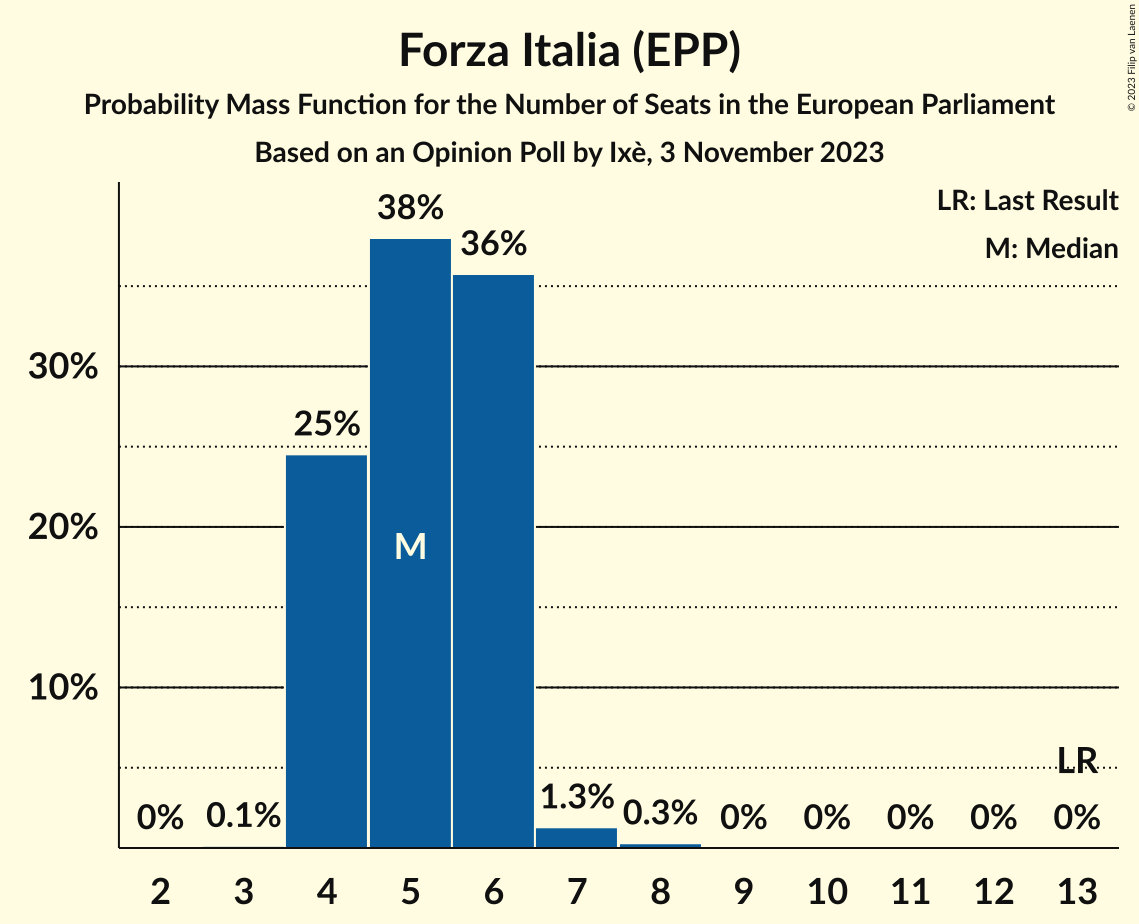 Forza Italia (EPP)
Probability Mass Function for the Number of Seats in the European Parliament
Based on an Opinion Poll by Ixè, 3 November 2023
© 2023 Filip van Laenen
LR: Last Result
M: Median
38%
36%
30%
25%
20%
M
10%
LR
0% 0.1% 1.3% 0.3% 0% 0% 0% 0% 0%
2 3 4 5 6 7 8 9 10 11 12 13